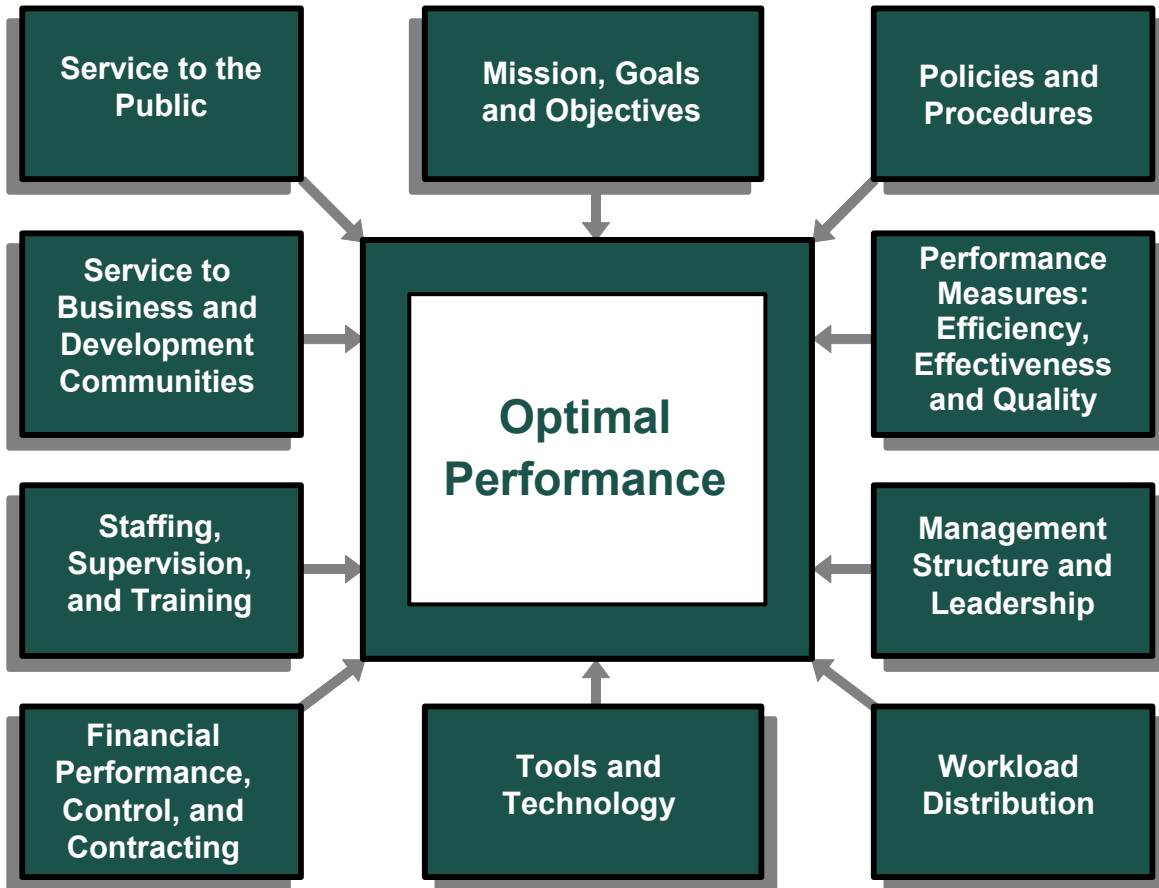 Service to the
Public
Mission, Goals
and Objectives
Policies and
Procedures
Service to
Business and
Development
Communities
Performance
Measures:
Efficiency,
Effectiveness
and Quality
Optimal
Performance
Staffing,
Supervision,
and Training
Management
Structure and
Leadership
Financial
Performance,
Control, and
Contracting
Tools and
Technology
Workload
Distribution